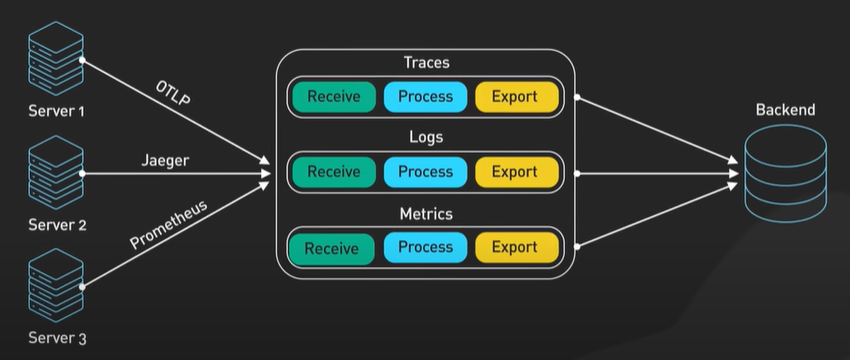 Server 1
OTLP
Server 2
Jaeger
Server 3
Prometheus
Traces
Receive Process Export
Logs
Receive Process Export
Metrics
Receive Process Export
Backend